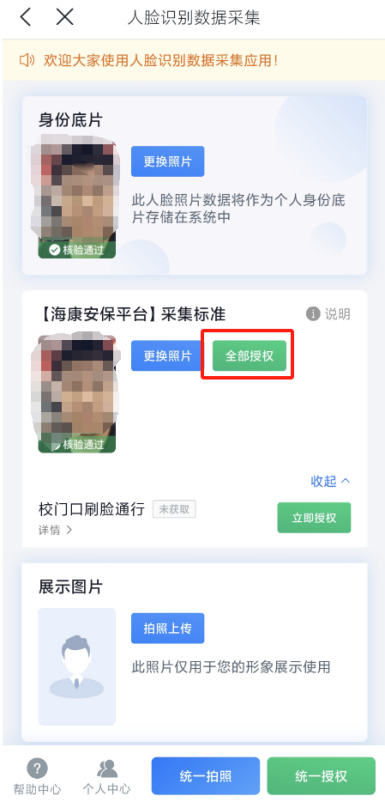 人脸识别数据采集
欢迎大家使用人脸识别数据采集应用！
身份底片
更换照片
此人脸照片数据将作为个人身份底
片存储在系统中
核验通过
【海康安保平台】采集标准
说明
更换照片
全部授权
核验通过
收起
校门口刷脸通行 未获取
立即授权
详情 >
展示图片
拍照上传
此照片仅用于您的形象展示使用
帮助中心
个人中心
统一拍照
统一授权